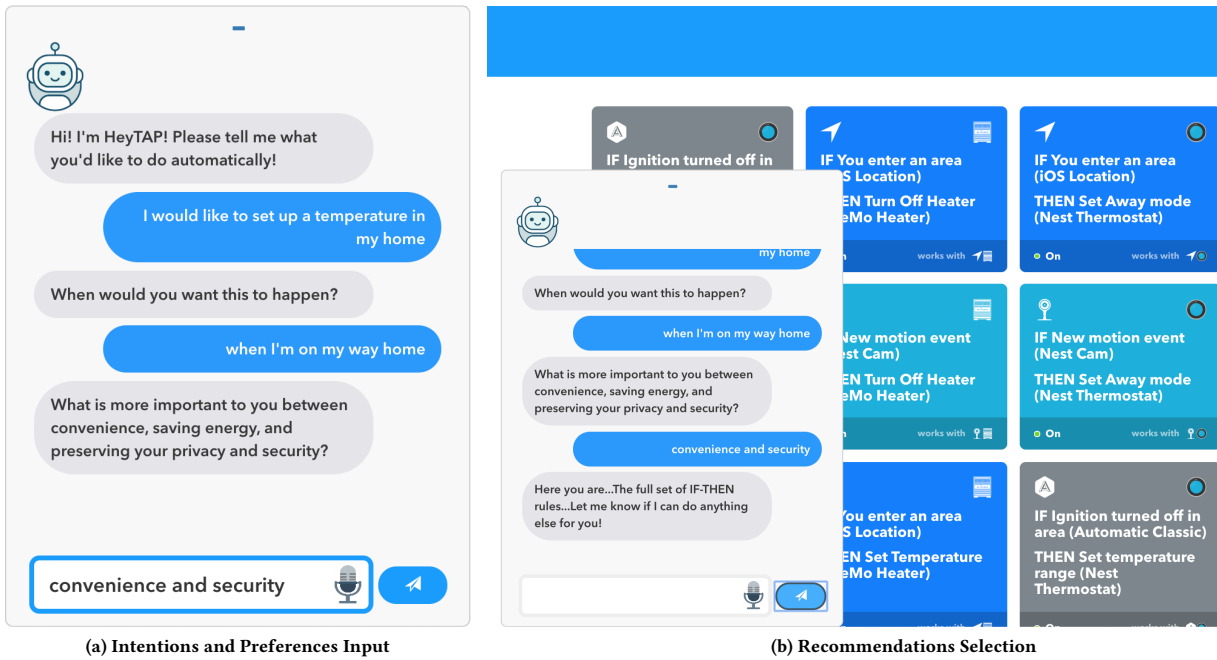 Hi! I'm HeyTAP! Please tell me what
you'd like to do automatically!
I would like to set up a temperature in
my home
When would you want this to happen?
when I'm on my way home
What is more important to you between
convenience, saving energy, and
preserving your privacy and security?
convenience and security
(a) Intentions and Preferences Input
my home
When would you want this to happen?
when I'm on my way home
What is more important to you between
convenience, saving energy, and
preserving your privacy and security?
convenience and security
Here you are...The full set of IF-THEN
rules...Let me know if I can do anything
else for you!
IF Ignition turned off in
IF You enter an area
S Location)
EN Turn Off Heater
eMo Heater)
works with
IF You enter an area
(iOS Location)
THEN Set Away mode
(Nest Thermostat)
On
works with
New motion event
st Cam)
EN Turn Off Heater
eMo Heater)
works with
IF New motion event
(Nest Cam)
THEN Set Away mode
(Nest Thermostat)
On
works with
You enter an area
S Location)
EN Set Temperature
eMo Heater)
IF Ignition turned off in
area (Automatic Classic)
THEN Set temperature
range (Nest
Thermostat)
(b) Recommendations Selection